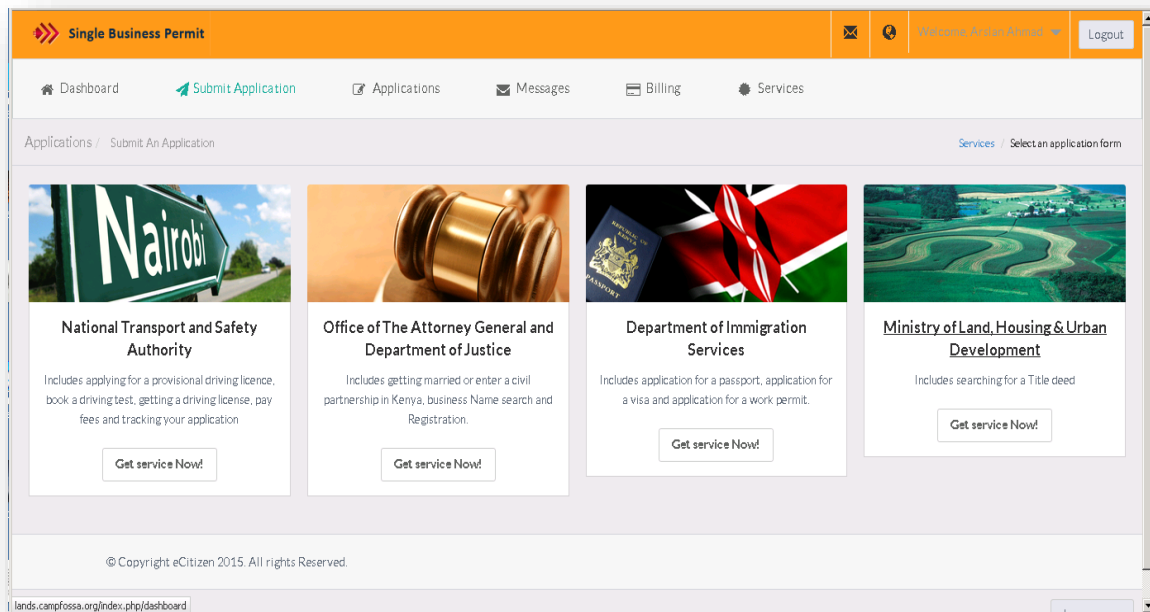 Single Business Permit
Welcome: Arslan Ahmad
Logout
Dashboard
Submit Application
Applications
Messages
Billing
Services
Applications / Submit An Application
Services / Select an application form
Nairobi
REPUBLIC OF KENYA
PASSPORT
National Transport and Safety
Authority
Includes applying for a provisional driving licence,
book a driving test, getting a driving license, pay
fees and tracking your application
Get service Now!
Office of The Attorney General and
Department of Justice
Includes getting married or enter a civil
partnership in Kenya, business Name search and
Registration.
Get service Now!
Department of Immigration
Services
Includes application for a passport, application for
a visa and application for a work permit.
Get service Now!
Ministry of Land, Housing & Urban
Development
Includes searching for a Title deed
Get service Now!
© Copyright eCitizen 2015. All rights Reserved.
lands.campfossa.org/index.php/dashboard